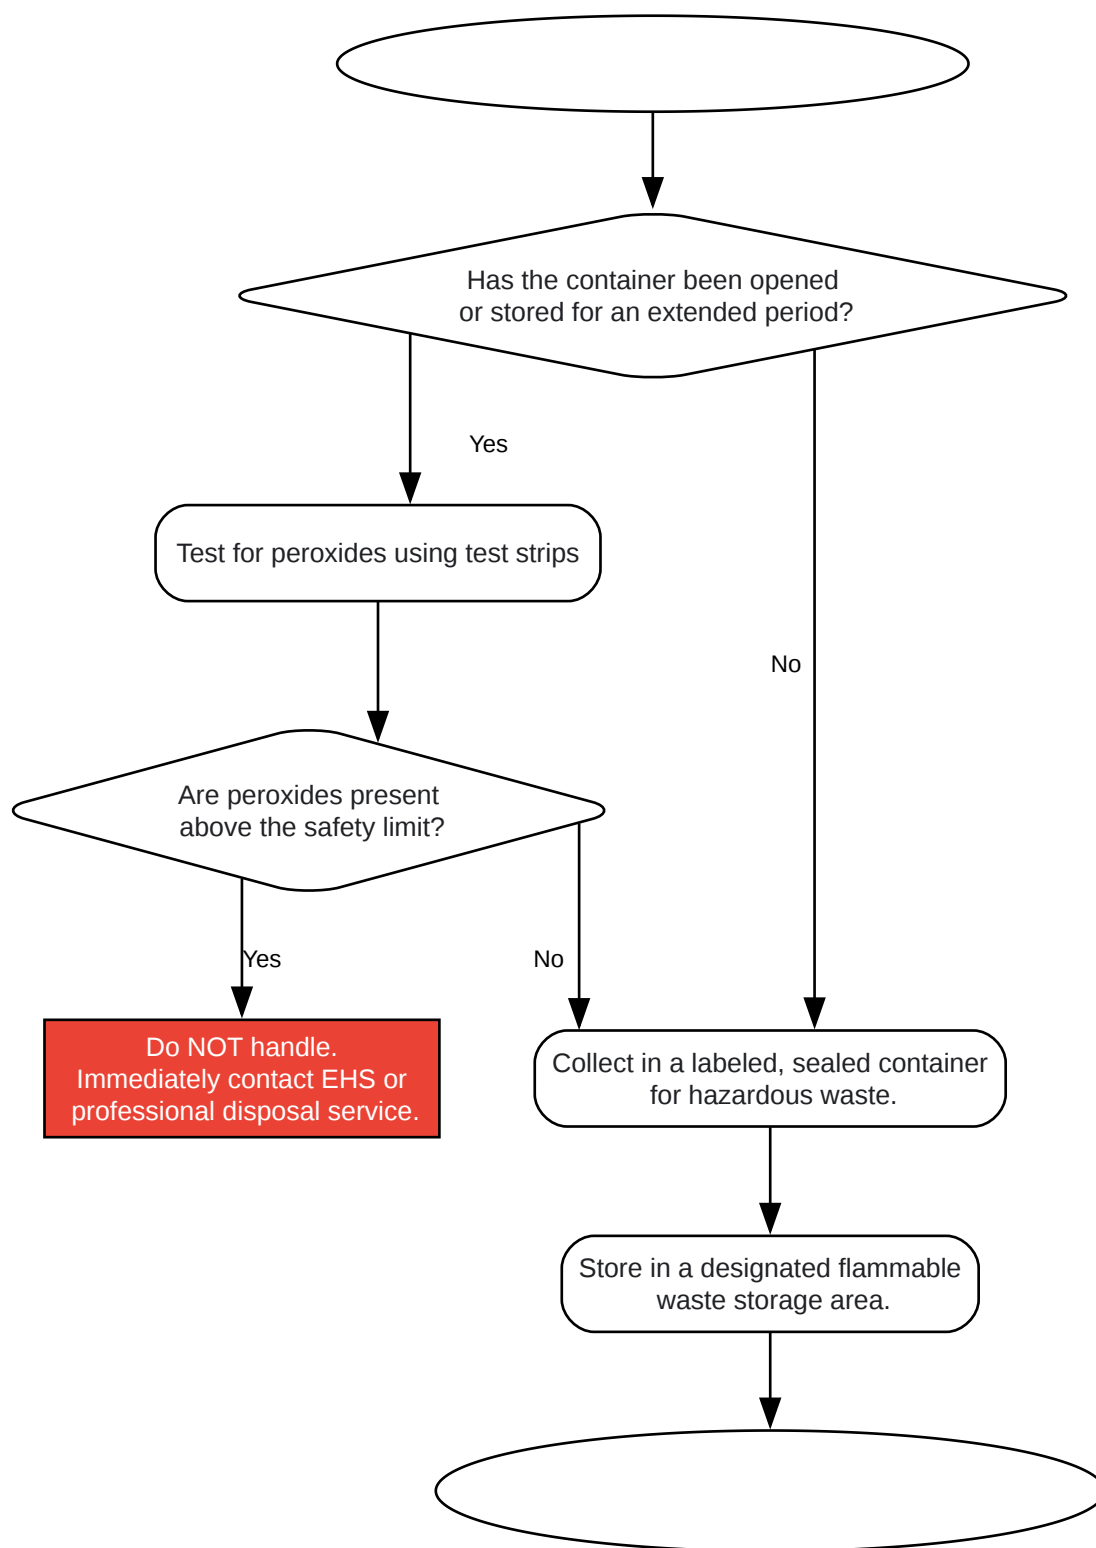 Has the container been opened
or stored for an extended period?
Yes
Test for peroxides using test strips
No
Are peroxides present
above the safety limit?
Yes
No
Do NOT handle.
Immediately contact EHS or
professional disposal service.
Collect in a labeled, sealed container
for hazardous waste.
Store in a designated flammable
waste storage area.